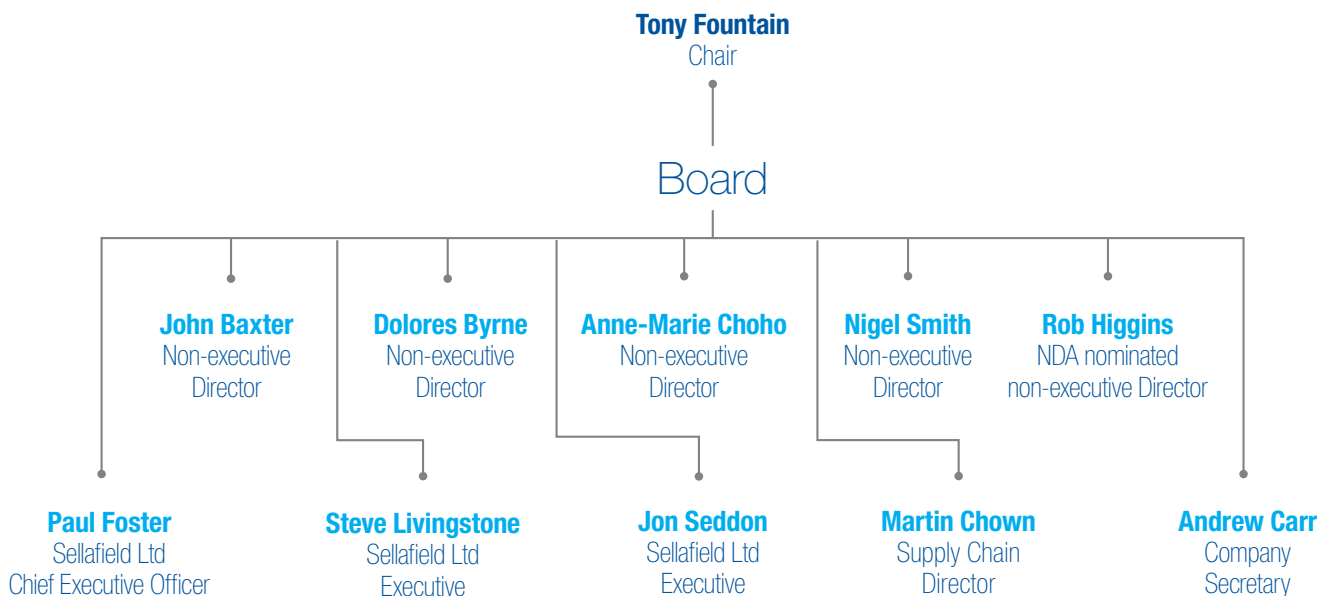 Tony Fountain
Chair
Board
John Baxter
Non-executive
Director
Dolores Byrne
Non-executive
Director
Anne-Marie Choho
Non-executive
Director
Nigel Smith
Non-executive
Director
Rob Higgins
NDA nominated
non-executive Director
Paul Foster
Sellafield Ltd
Chief Executive Officer
Steve Livingstone
Sellafield Ltd
Executive
Jon Seddon
Sellafield Ltd
Executive
Martin Chown
Supply Chain
Director
Andrew Carr
Company
Secretary